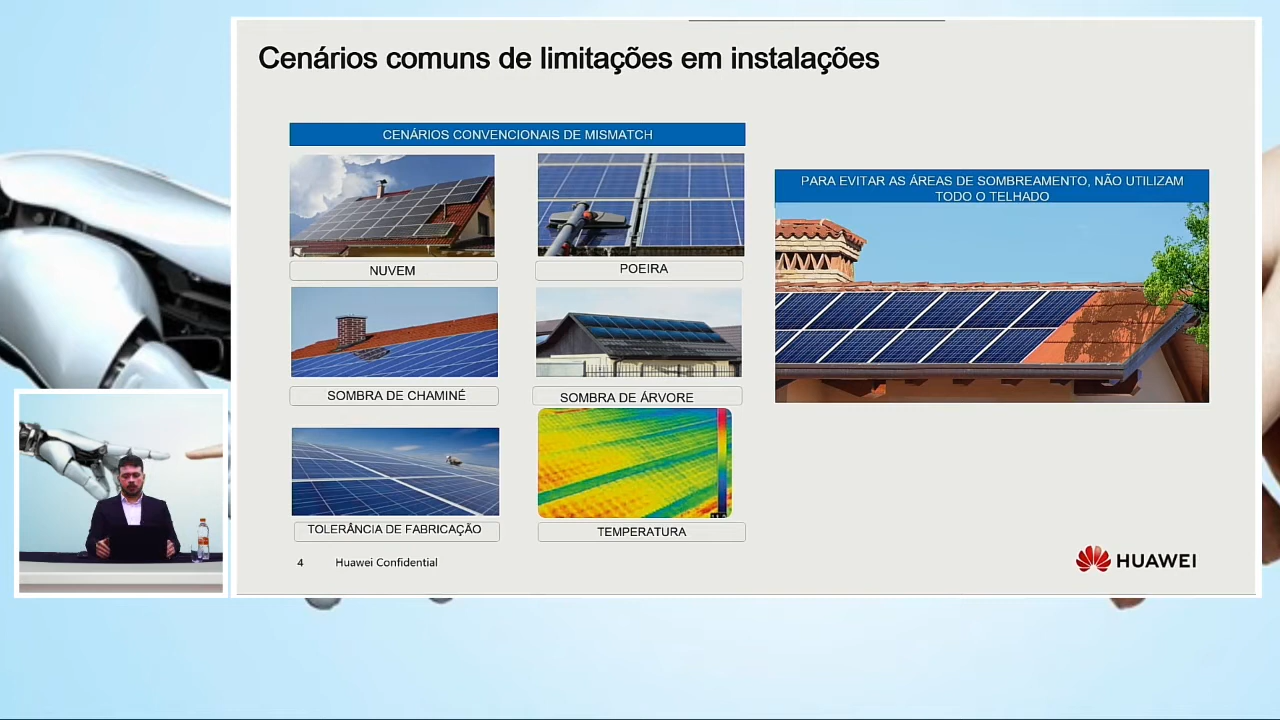 Cenários comuns de limitações em instalações
CENÁRIOS CONVENCIONAIS DE MISMATCH
NUVEM
POEIRA
SOMBRA DE CHAMINÉ
SOMBRA DE ÁRVORE
TOLERÂNCIA DE FABRICAÇÃO
TEMPERATURA
PARA EVITAR AS ÁREAS DE SOMBREAMENTO, NÃO UTILIZAM
TODO O TELHADO
4
Huawei Confidential
HUAWEI